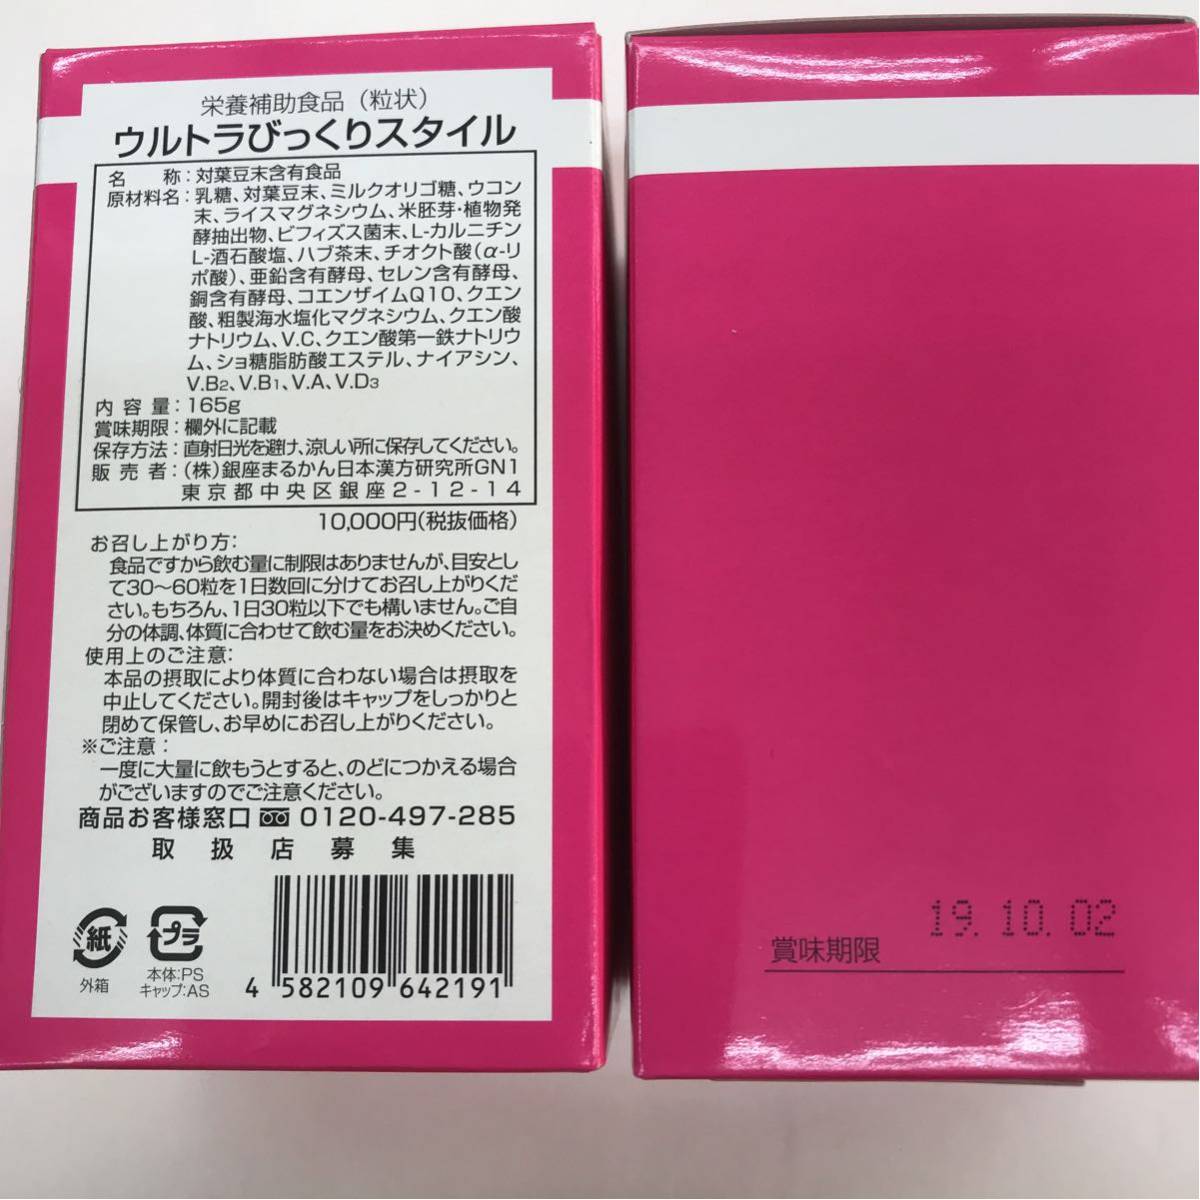 栄養補助食品（粒状）
ウルトラびっくりスタイル
名　　称：対葉豆末含有食品
原材料名：乳糖、対葉豆末、ミルクオリゴ糖、ウコン
末、ライスマグネシウム、米胚芽・植物発
酵抽出物、ビフィズス菌末、L-カルニチン
L-酒石酸塩、ハブ茶末、チオクト酸（α-リ
ポ酸）、亜鉛含有酵母、セレン含有酵母、
銅含有酵母、コエンザイムQ10、クエン
酸、粗製海水塩化マグネシウム、クエン酸
ナトリウム、V.C、クエン酸第一鉄ナトリウ
ム、ショ糖脂肪酸エステル、ナイアシン、
V.B2、V.B1、V.A、V.D3
内容量：165g
賞味期限：欄外に記載
保存方法：直射日光を避け、涼しい所に保存してください。
販売者：（株）銀座まるかん日本漢方研究所GN1
東京都中央区銀座2-12-14
10,000円（税抜価格）
お召し上がり方：
食品ですから飲む量に制限はありませんが、目安とし
て30〜60粒を1日数回に分けてお召し上がりくだ
さい。もちろん、1日30粒以下でも構いません。ご自
分の体調、体質に合わせて飲む量をお決めください。
使用上のご注意：
本品の摂取により体質に合わない場合は摂取を
中止してください。開封後はキャップをしっかりと
閉めて保管し、お早めにお召し上がりください。
※ご注意：
一度に大量に飲もうとすると、のどにつかえる場合
がございますのでご注意ください。
商品お客様窓口 0120-497-285
取扱店募集
紙
外箱
プラ
本体:PS
キャップ:AS
4 582109 642191
19. 10. 02
賞味期限